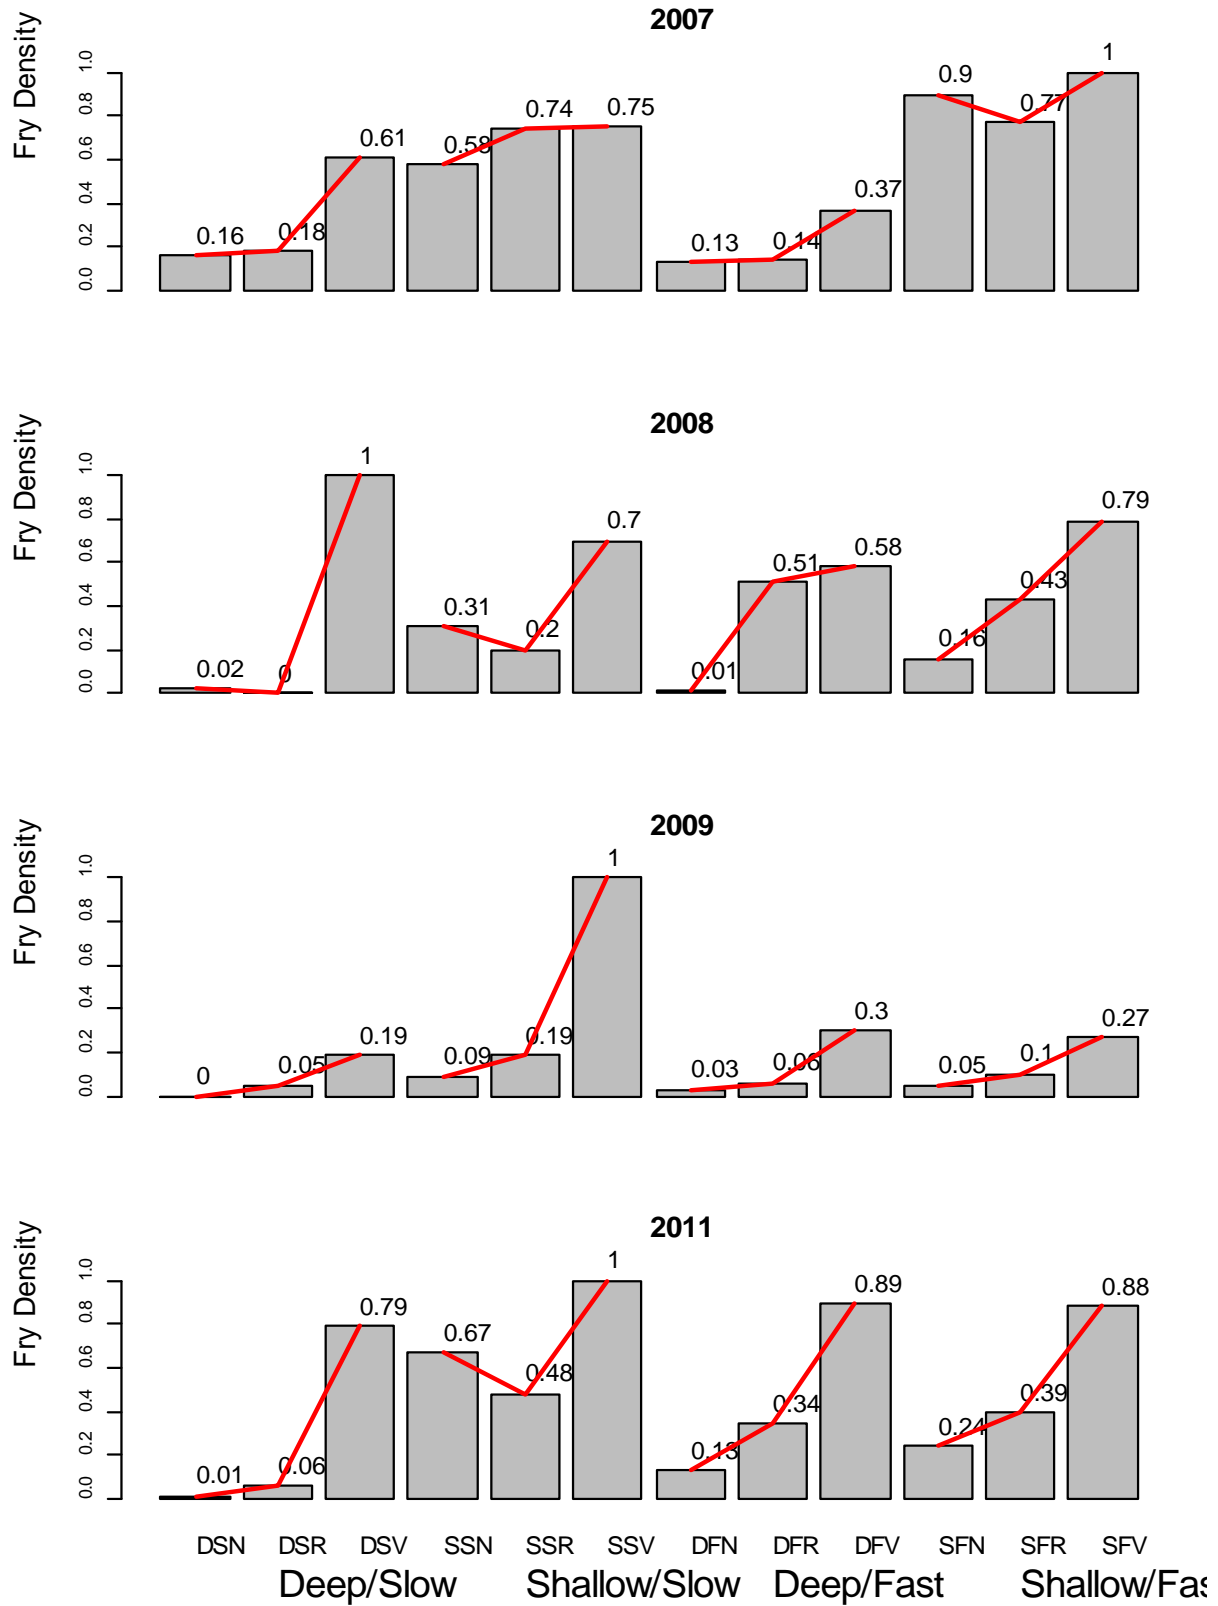 2007
Fry Density
0.0 0.2 0.4 0.6 0.8 1.0
0.16 0.18 0.61 0.58 0.74 0.75 0.13 0.14 0.37 0.9 0.77 1
2008
Fry Density
0.0 0.2 0.4 0.6 0.8 1.0
0.02 0 1 0.31 0.2 0.7 0.01 0.51 0.58 0.16 0.43 0.79
2009
Fry Density
0.0 0.2 0.4 0.6 0.8 1.0
0 0.05 0.19 0.09 0.19 1 0.03 0.06 0.3 0.05 0.1 0.27
2011
Fry Density
0.0 0.2 0.4 0.6 0.8 1.0
0.01 0.06 0.79 0.67 0.48 1 0.13 0.34 0.89 0.24 0.39 0.88
DSN DSR DSV SSN SSR SSV DFN DFR DFV SFN SFR SFV
Deep/Slow Shallow/Slow Deep/Fast Shallow/Fas